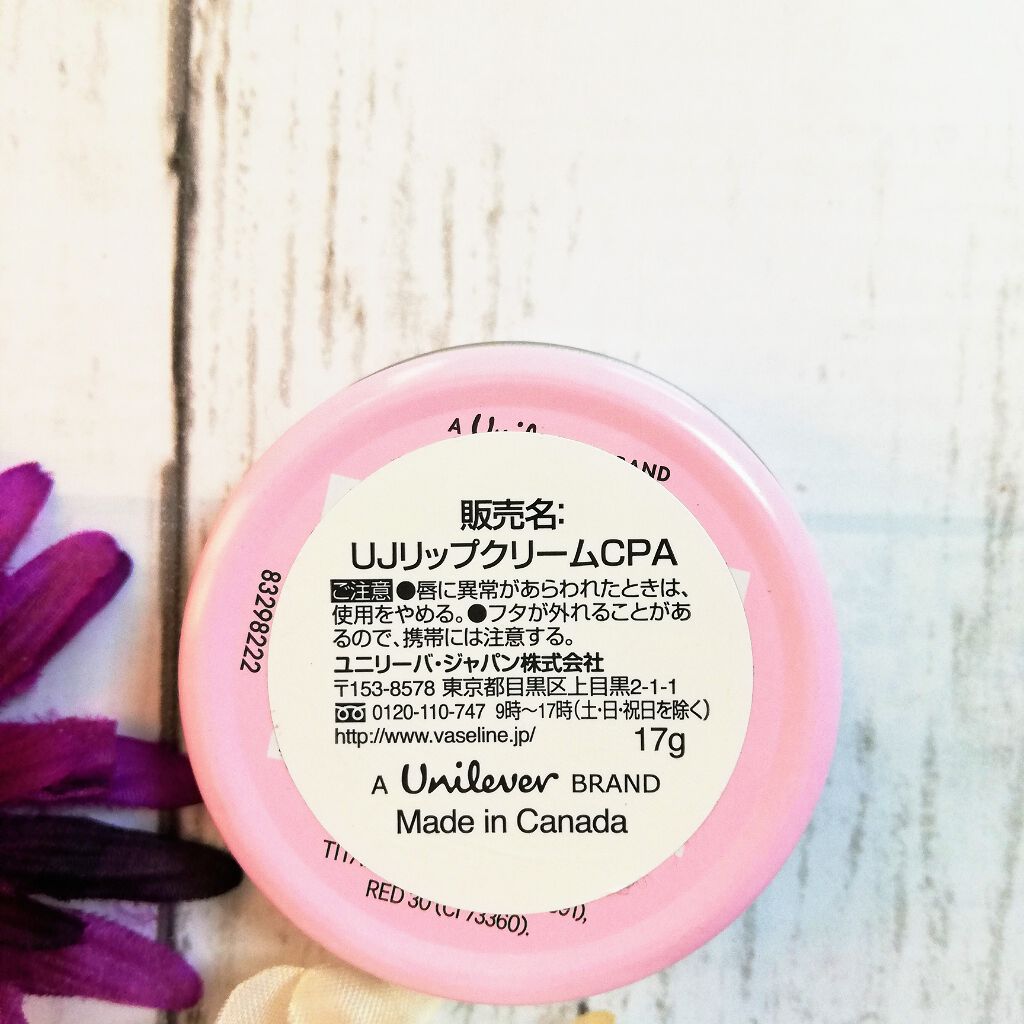 A
BRAND
販売名:
UJリップクリームCPA
ご注意 ●唇に異常があらわれたときは、
使用をやめる。●フタが外れることがあ
るので、携帯には注意する。
ユニリーバ・ジャパン株式会社
〒153-8578 東京都目黒区上目黒2-1-1
0120-110-747 9時〜17時(土・日・祝日を除く)
http://www.vaseline.jp/ 17g
A Unilever BRAND
Made in Canada
83298222
RED 30 (CI 73360).